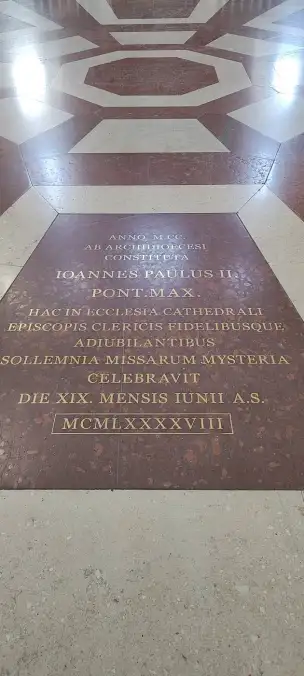 ANNO M.CC.
AB ARCHIDIOECESI
CONSTITUTA
IOANNES PAULUS II.
PONT.MAX.
HAC IN ECCLESIA CATHEDRALI
EPISCOPIS CLERICIS FIDELIBUSQUE
ADIUBILANTIBUS
SOLLEMNIA MISSARUM MYSTERIA
CELEBRAVIT
DIE XIX. MENSIS IUNII A.S.
MCMLXXXXVIII